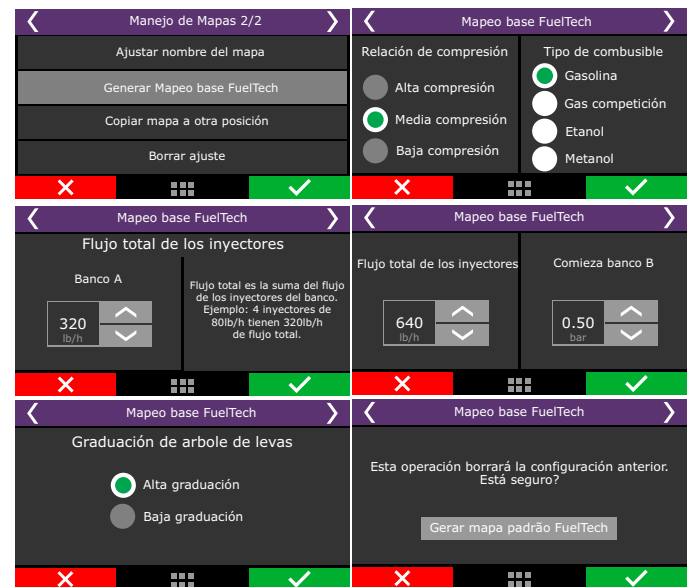 Manejo de Mapas 2/2
Ajustar nombre del mapa
Generar Mapeo base FuelTech
Copiar mapa a otra posición
Borrar ajuste
Mapeo base FuelTech
Relación de compresión
Alta compresión
Media compresión
Baja compresión
Tipo de combusible
Gasolina
Gas competición
Etanol
Metanol
Mapeo base FuelTech
Flujo total de los inyectores
Banco A
320
lb/h
Flujo total es la suma del flujo
de los inyectores del banco.
Ejemplo: 4 inyectores de
80lb/h tienen 320lb/h
de flujo total.
Mapeo base FuelTech
Flujo total de los inyectores
640
lb/h
Comieza banco B
0.50
bar
Mapeo base FuelTech
Graduación de arbole de levas
Alta graduación
Baja graduación
Mapeo base FuelTech
Esta operación borrará la configuración anterior.
Está seguro?
Gerar mapa padrão FuelTech